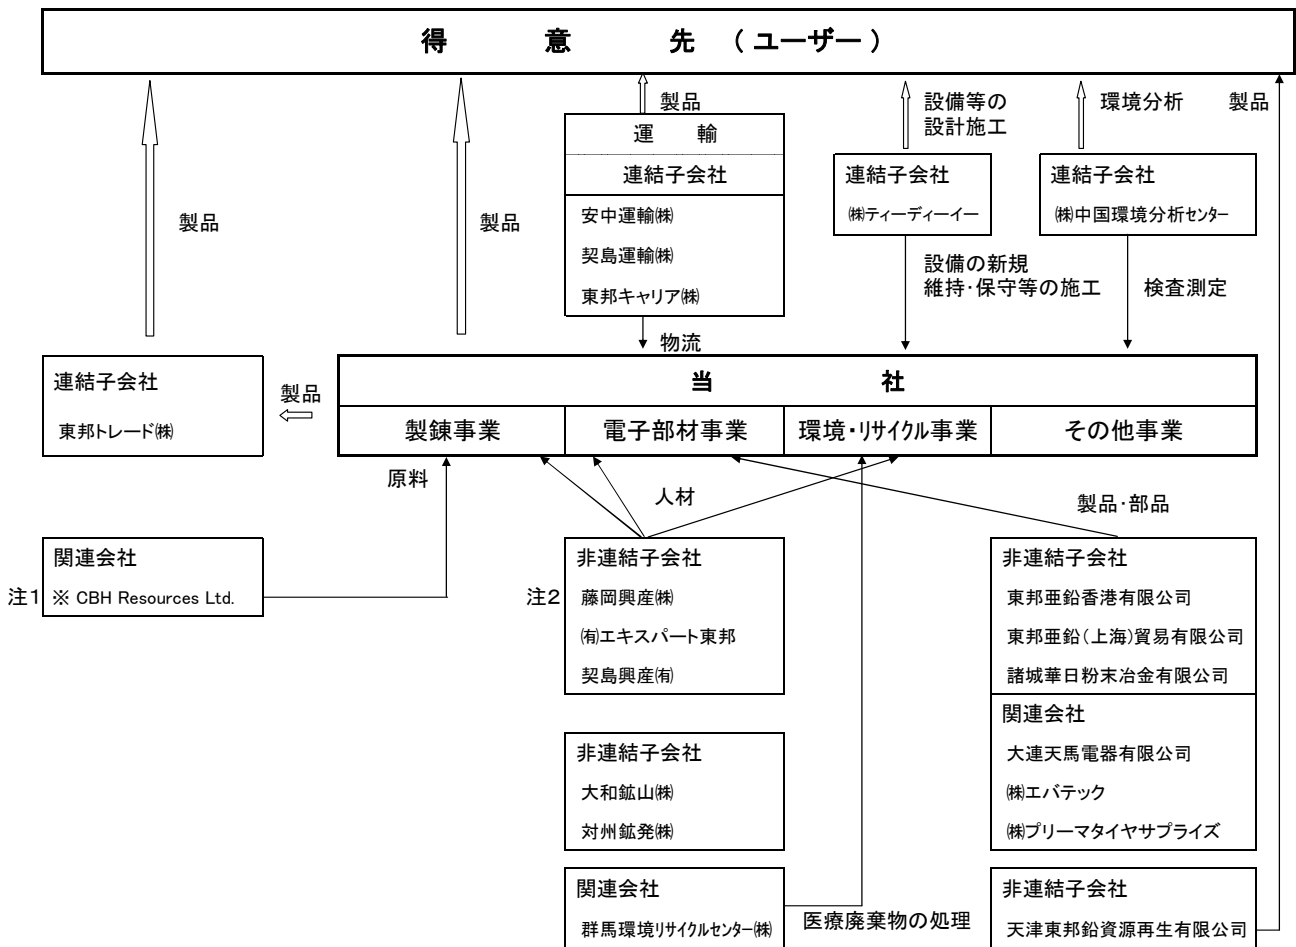 得 意 先 （ユーザー）
製品
設備等の
設計施工
環境分析
製品
運 輸
連結子会社
安中運輸㈱
契島運輸㈱
東邦キャリア㈱
連結子会社
㈱ティーディーイー
連結子会社
㈱中国環境分析センター
製品
製品
設備の新規
維持・保守等の施工
検査測定
物流
連結子会社
東邦トレード㈱
製品
当 社
製錬事業
電子部材事業
環境・リサイクル事業
その他事業
原料
人材
製品・部品
注１
関連会社
※ CBH Resources Ltd.
注２
非連結子会社
藤岡興産㈱
㈲エキスパート東邦
契島興産㈲
非連結子会社
東邦亜鉛香港有限公司
東邦亜鉛（上海）貿易有限公司
諸城華日粉末冶金有限公司
関連会社
大連天馬電器有限公司
㈱エバテック
㈱プリーマタイヤサプライズ
非連結子会社
大和鉱山㈱
対州鉱発㈱
関連会社
群馬環境リサイクルセンター㈱
医療廃棄物の処理
非連結子会社
天津東邦鉛資源再生有限公司